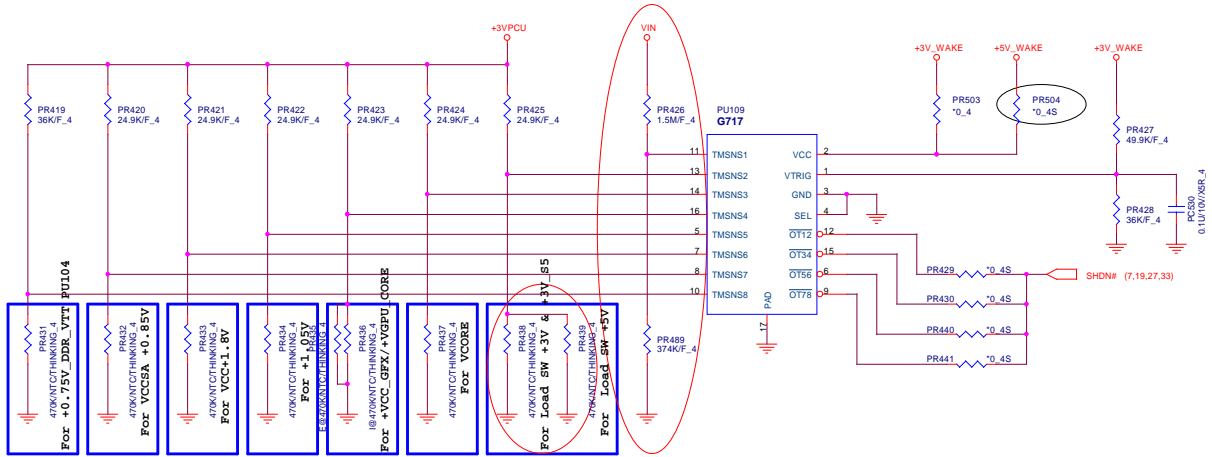 +3VPCU
VIN
+3V_WAKE
+5V_WAKE
+3V_WAKE
PR419
36K/F_4
PR420
24.9K/F_4
PR421
24.9K/F_4
PR422
24.9K/F_4
PR423
24.9K/F_4
PR424
24.9K/F_4
PR425
24.9K/F_4
PR426
1.5M/F_4
PU109
G717
PR503
*0_4
PR504
*0_4S
PR427
49.9K/F_4
11 TMSNS1 VCC 2
13 TMSNS2 VTRIG 1
14 TMSNS3 GND 3
16 TMSNS4 SEL 4
5 TMSNS5 OT12 12
7 TMSNS6 OT34 15
8 TMSNS7 OT56 6
10 TMSNS8 OT78 9
PAD
17
PR428
36K/F_4
PC530
0.1U/10V/X5R_4
PR429 *0_4S
PR430 *0_4S
PR440 *0_4S
PR441 *0_4S
SHDN# (7,19,27,33)
PR431
470K/NTC/THINKING_4
For +0.75V_DDR_VTT PU104
PR432
470K/NTC/THINKING_4
For VCCSA +0.85V
PR433
470K/NTC/THINKING_4
For VCC+1.8V
PR434
470K/NTC/THINKING_4
For +1.05V
PR435
E@470K/NTC/THINKING_4
PR436
I@470K/NTC/THINKING_4
For +VCC_GFX/+VGPU_CORE
PR437
470K/NTC/THINKING_4
For VCORE
PR438
470K/NTC/THINKING_4
For Load SW +3V & +3V_S5
PR439
470K/NTC/THINKING_4
For Load SW +5V
PR489
374K/F_4